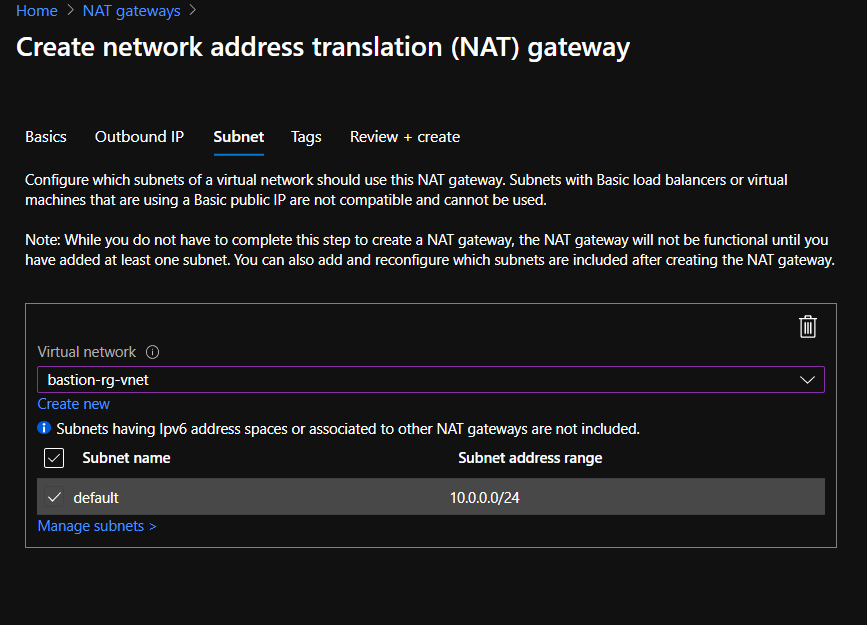 Home > NAT gateways >
Create network address translation (NAT) gateway
Basics Outbound IP Subnet Tags Review + create
Configure which subnets of a virtual network should use this NAT gateway. Subnets with Basic load balancers or virtual
machines that are using a Basic public IP are not compatible and cannot be used.
Note: While you do not have to complete this step to create a NAT gateway, the NAT gateway will not be functional until you
have added at least one subnet. You can also add and reconfigure which subnets are included after creating the NAT gateway.
Virtual network
bastion-rg-vnet
Create new
Subnets having Ipv6 address spaces or associated to other NAT gateways are not included.
Subnet name Subnet address range
default 10.0.0.0/24
Manage subnets >